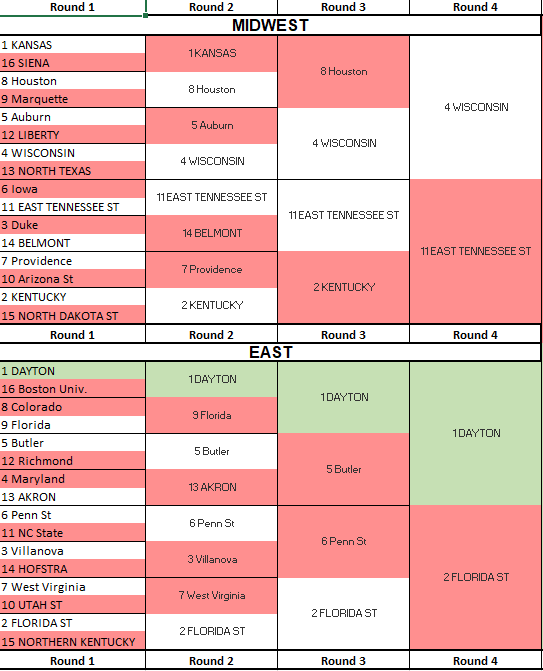 Round 1 Round 2 Round 3 Round 4
MIDWEST
1 KANSAS
16 SIENA
8 Houston
9 Marquette
5 Auburn
12 LIBERTY
4 WISCONSIN
13 NORTH TEXAS
6 Iowa
11 EAST TENNESSEE ST
3 Duke
14 BELMONT
7 Providence
10 Arizona St
2 KENTUCKY
15 NORTH DAKOTA ST
1 KANSAS
8 Houston
5 Auburn
4 WISCONSIN
11 EAST TENNESSEE ST
14 BELMONT
7 Providence
2 KENTUCKY
8 Houston
4 WISCONSIN
11 EAST TENNESSEE ST
2 KENTUCKY
4 WISCONSIN
11 EAST TENNESSEE ST
Round 1 Round 2 Round 3 Round 4
EAST
1 DAYTON
16 Boston Univ.
8 Colorado
9 Florida
5 Butler
12 Richmond
4 Maryland
13 AKRON
6 Penn St
11 NC State
3 Villanova
14 HOFSTRA
7 West Virginia
10 UTAH ST
2 FLORIDA ST
15 NORTHERN KENTUCKY
1 DAYTON
9 Florida
5 Butler
13 AKRON
6 Penn St
3 Villanova
7 West Virginia
2 FLORIDA ST
1 DAYTON
5 Butler
6 Penn St
2 FLORIDA ST
1 DAYTON
2 FLORIDA ST
Round 1 Round 2 Round 3 Round 4